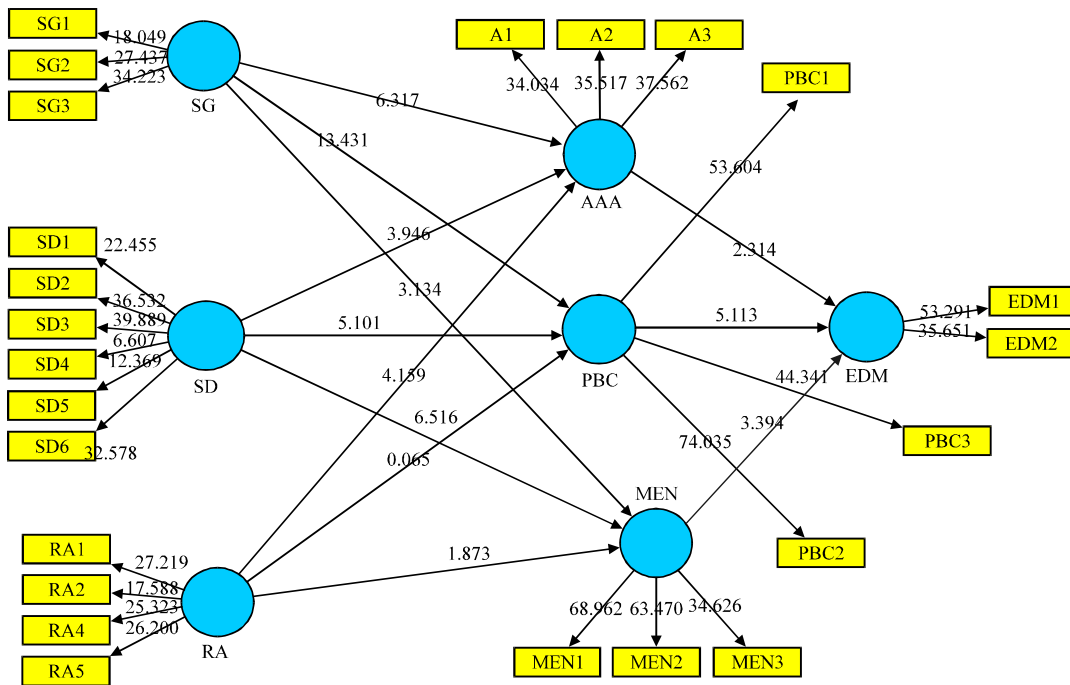 SG1
18.049
SG2
27.437
SG3
34.223
SG
A1
A2
A3
34.034
35.517
37.562
PBC1
6.317
13.431
53.604
AAA
SD1
22.455
SD2
36.532
SD3
39.889
SD4
6.607
SD5
12.369
SD6
32.578
SD
3.946
3.134
5.101
2.314
5.113
PBC
EDM1
53.291
EDM2
35.651
EDM
4.159
6.516
0.065
44.341
3.394
74.035
PBC3
PBC2
MEN
RA1
27.219
RA2
17.588
RA4
25.323
RA5
26.200
RA
1.873
68.962
63.470
34.626
MEN1
MEN2
MEN3